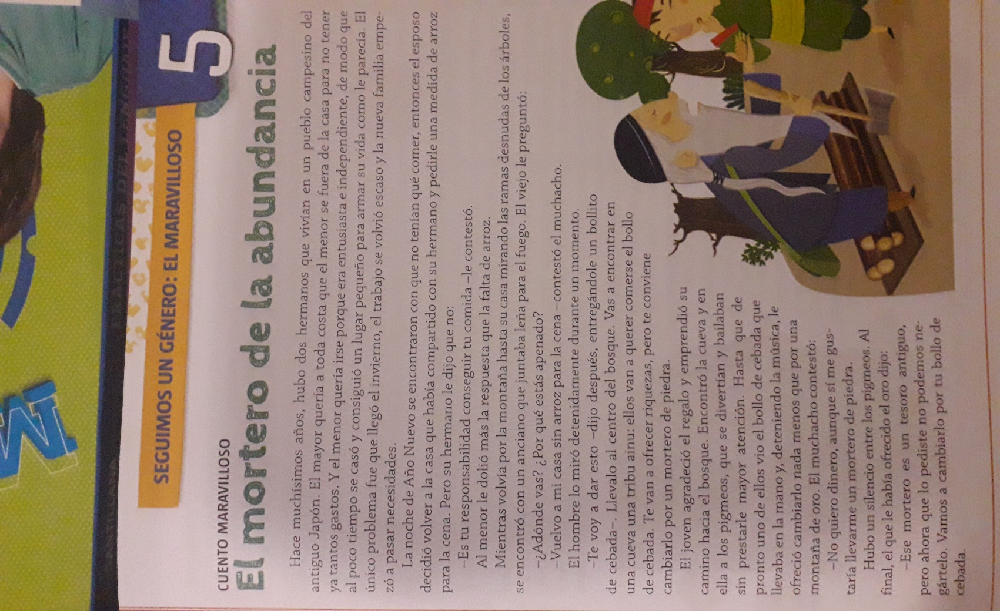 SEGUIMOS UN GÉNERO: EL MARAVILLOSO
5
CUENTO MARAVILLOSO
El mortero de la abundancia
Hace muchísimos años, hubo dos hermanos que vivían en un pueblo campesino del
antiguo Japón. El mayor quería a toda costa que el menor se fuera de la casa para no tener
ya tantos gastos. Y el menor quería irse porque era entusiasta e independiente, de modo que
al poco tiempo se casó y consiguió un lugar pequeño para armar su vida como le parecía. El
único problema fue que llegó el invierno, el trabajo se volvió escaso y la nueva familia empe-
zó a pasar necesidades.
La noche de Año Nuevo se encontraron con que no tenían qué comer, entonces el esposo
decidió volver a la casa que había compartido con su hermano y pedirle una medida de arroz
para la cena. Pero su hermano le dijo que no:
–Es tu responsabilidad conseguir tu comida –le contestó.
Al menor le dolió más la respuesta que la falta de arroz.
Mientras volvía por la montaña hasta su casa mirando las ramas desnudas de los árboles,
se encontró con un anciano que juntaba leña para el fuego. El viejo le preguntó:
–¿Adónde vas? ¿Por qué estás apenado?
–Vuelvo a mi casa sin arroz para la cena –contestó el muchacho.
El hombre lo miró detenidamente durante un momento.
–Te voy a dar esto –dijo después, entregándole un bollito
de cebada–. Llevalo al centro del bosque. Vas a encontrar en
una cueva una tribu ainu: ellos van a querer comerse el bollo
de cebada. Te van a ofrecer riquezas, pero te conviene
cambiarlo por un mortero de piedra.
El joven agradeció el regalo y emprendió su
camino hacia el bosque. Encontró la cueva y en
ella a los pigmeos, que se divertían y bailaban
sin prestarle mayor atención. Hasta que de
pronto uno de ellos vio el bollo de cebada que
llevaba en la mano y, deteniendo la música, le
ofreció cambiarlo nada menos que por una
montaña de oro. El muchacho contestó:
–No quiero dinero, aunque sí me gus-
taría llevarme un mortero de piedra.
Hubo un silencio entre los pigmeos. Al
final, el que le había ofrecido el oro dijo:
–Ese mortero es un tesoro antiguo,
pero ahora que lo pediste no podemos ne-
gártelo. Vamos a cambiarlo por tu bollo de
cebada.